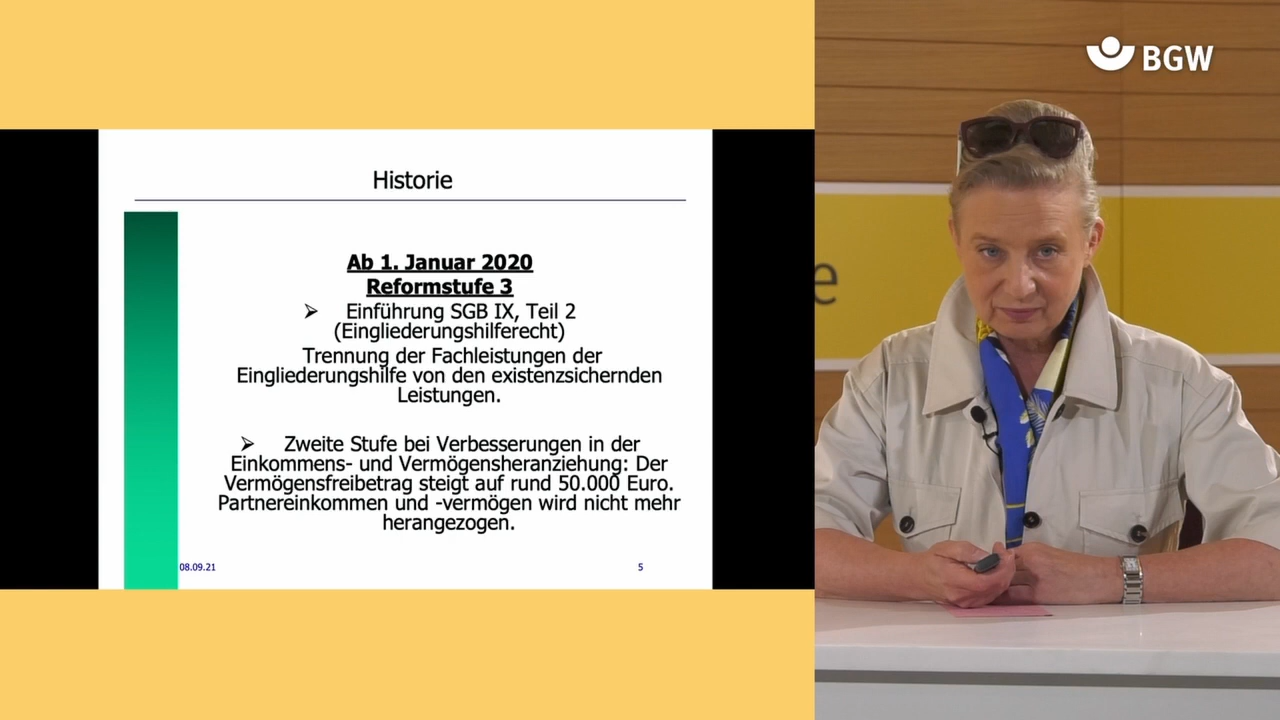 Historie
Ab 1. Januar 2020
Reformstufe 3
➢ Einführung SGB IX, Teil 2
(Eingliederungshilferecht)
Trennung der Fachleistungen der
Eingliederungshilfe von den existenzsichernden
Leistungen.
➢ Zweite Stufe bei Verbesserungen in der
Einkommens- und Vermögensheranziehung: Der
Vermögensfreibetrag steigt auf rund 50.000 Euro.
Partnereinkommen und -vermögen wird nicht mehr
herangezogen.
08.09.21
5
BGW
e